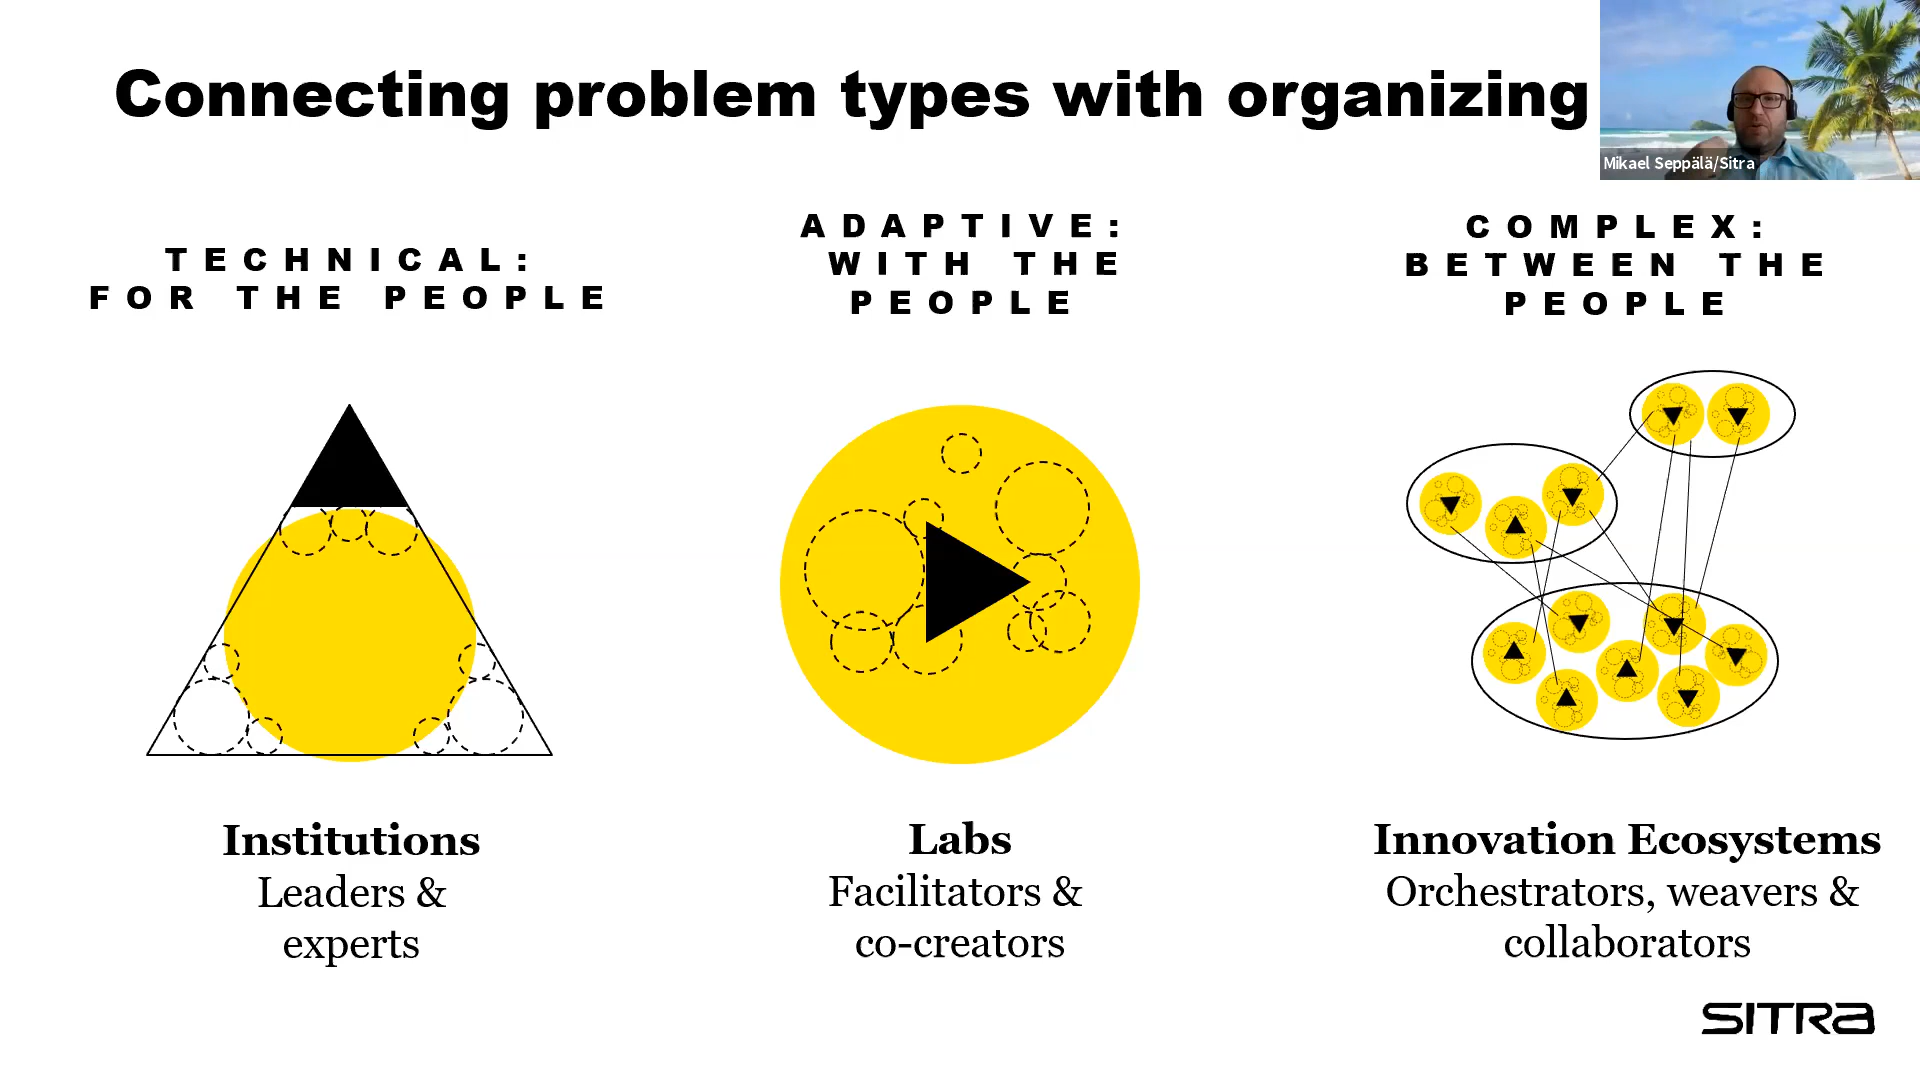 Connecting problem types with organizing
Mikael Seppälä/Sitra
TECHNICAL:
FOR THE PEOPLE
ADAPTIVE:
WITH THE
PEOPLE
COMPLEX:
BETWEEN THE
PEOPLE
Institutions
Leaders &
experts
Labs
Facilitators &
co-creators
Innovation Ecosystems
Orchestrators, weavers &
collaborators
SITRA